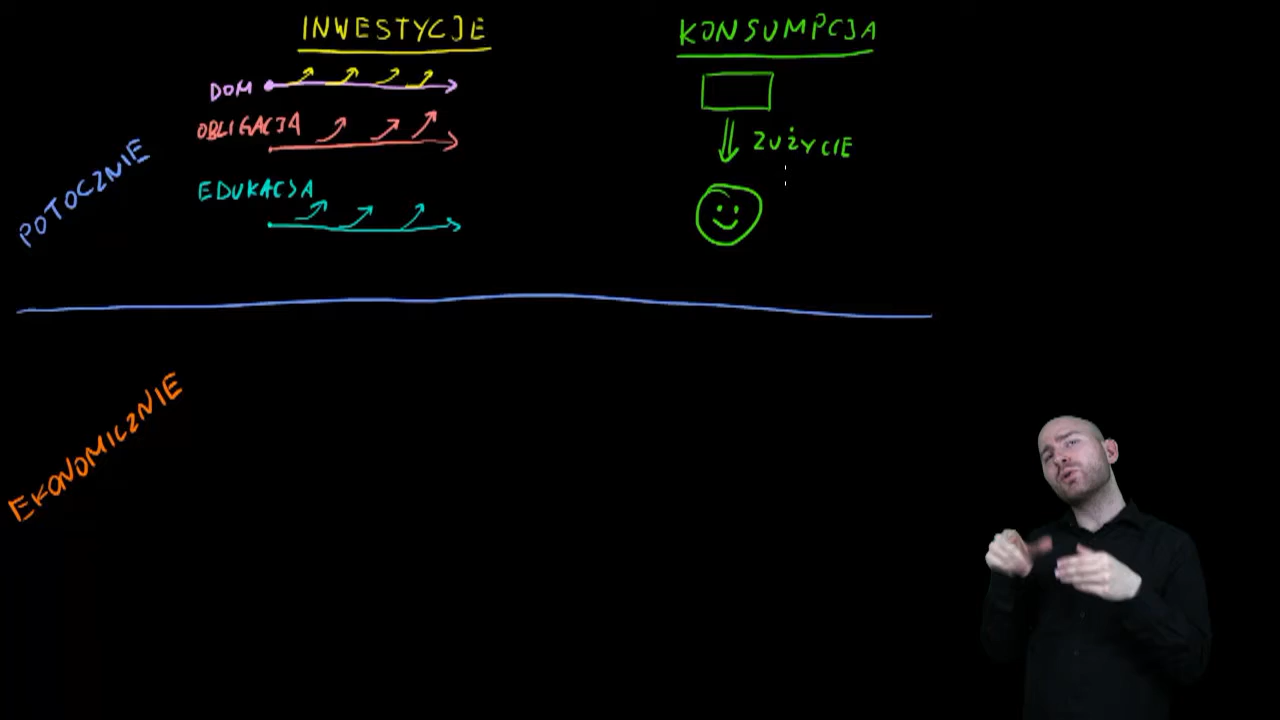 INWESTYCJE
KONSUMPCJA
DOM
OBLIGACJA
ZUŻYCIE
EDUKACJA
POTOCZNIE
EKONOMICZNIE